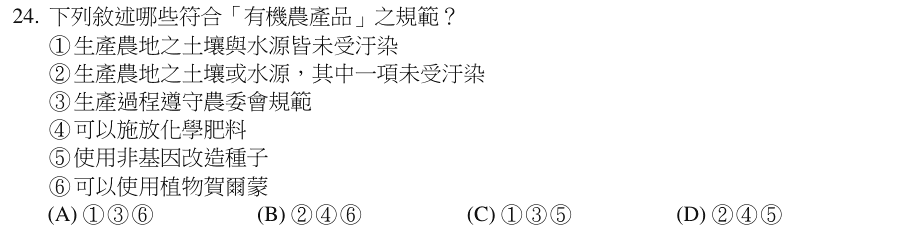 24. 下列敘述哪些符合「有機農產品」之規範？
①生產農地之土壤與水源皆未受汙染
②生產農地之土壤或水源，其中一項未受汙染
③生產過程遵守農委會規範
④可以施放化學肥料
⑤使用非基因改造種子
⑥可以使用植物賀爾蒙
(A) ①③⑥ (B) ②④⑥ (C) ①③⑤ (D) ②④⑤